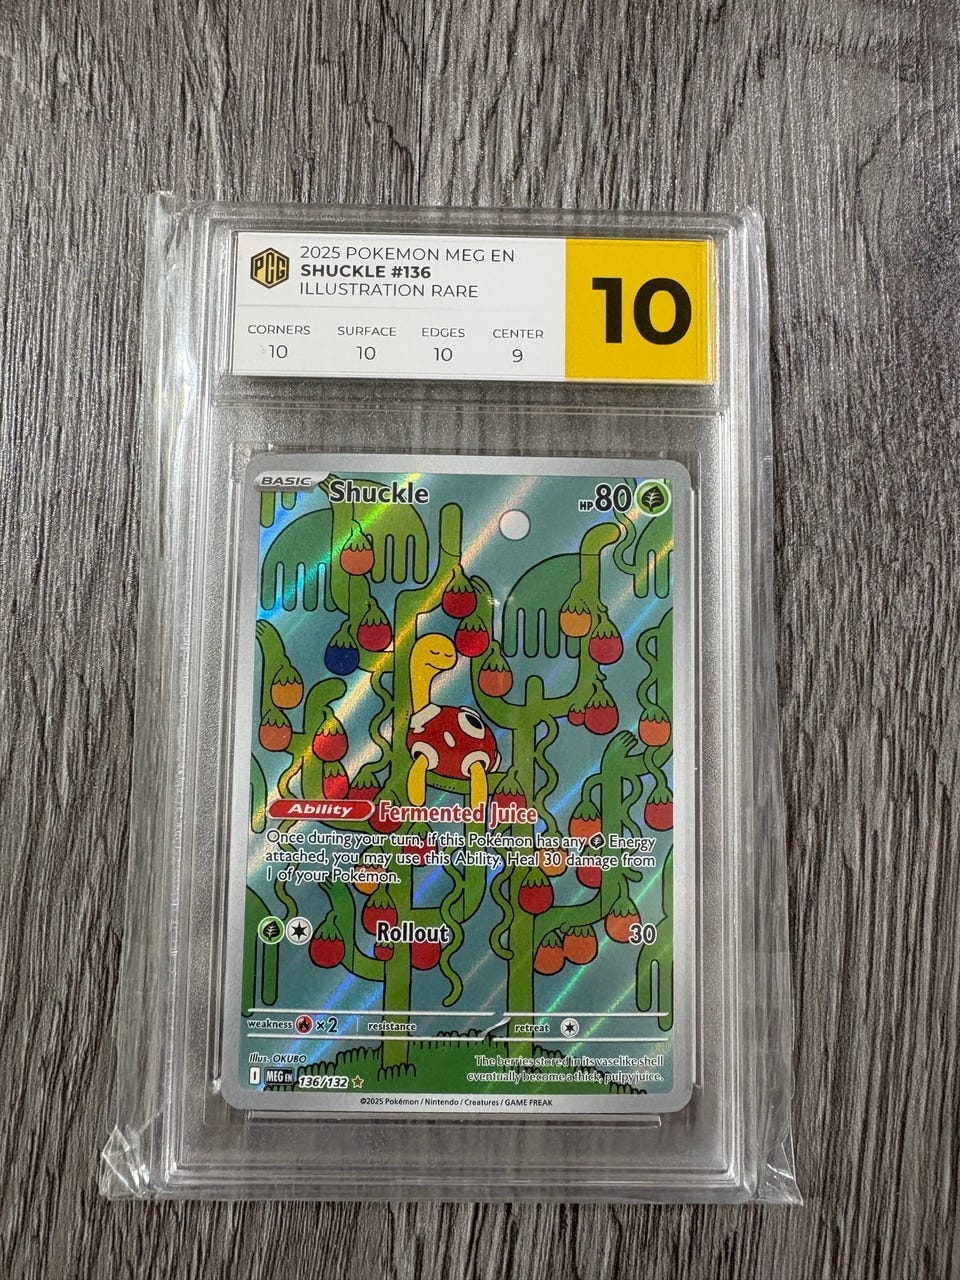 PCG
2025 POKEMON MEG EN
SHUCKLE #136
ILLUSTRATION RARE
CORNERS SURFACE EDGES CENTER
10 10 10 9
10
BASIC Shuckle HP 80
Ability Fermented Juice
Once during your turn, if this Pokémon has any Energy
attached, you may use this Ability. Heal 30 damage from
1 of your Pokémon.
Rollout 30
weakness ×2 resistance retreat
Illus. OKUBO
The berries stored in its vaselike shell
eventually become a thick, pulpy juice.
I MEG EN 136/132
©2025 Pokémon / Nintendo / Creatures / GAME FREAK